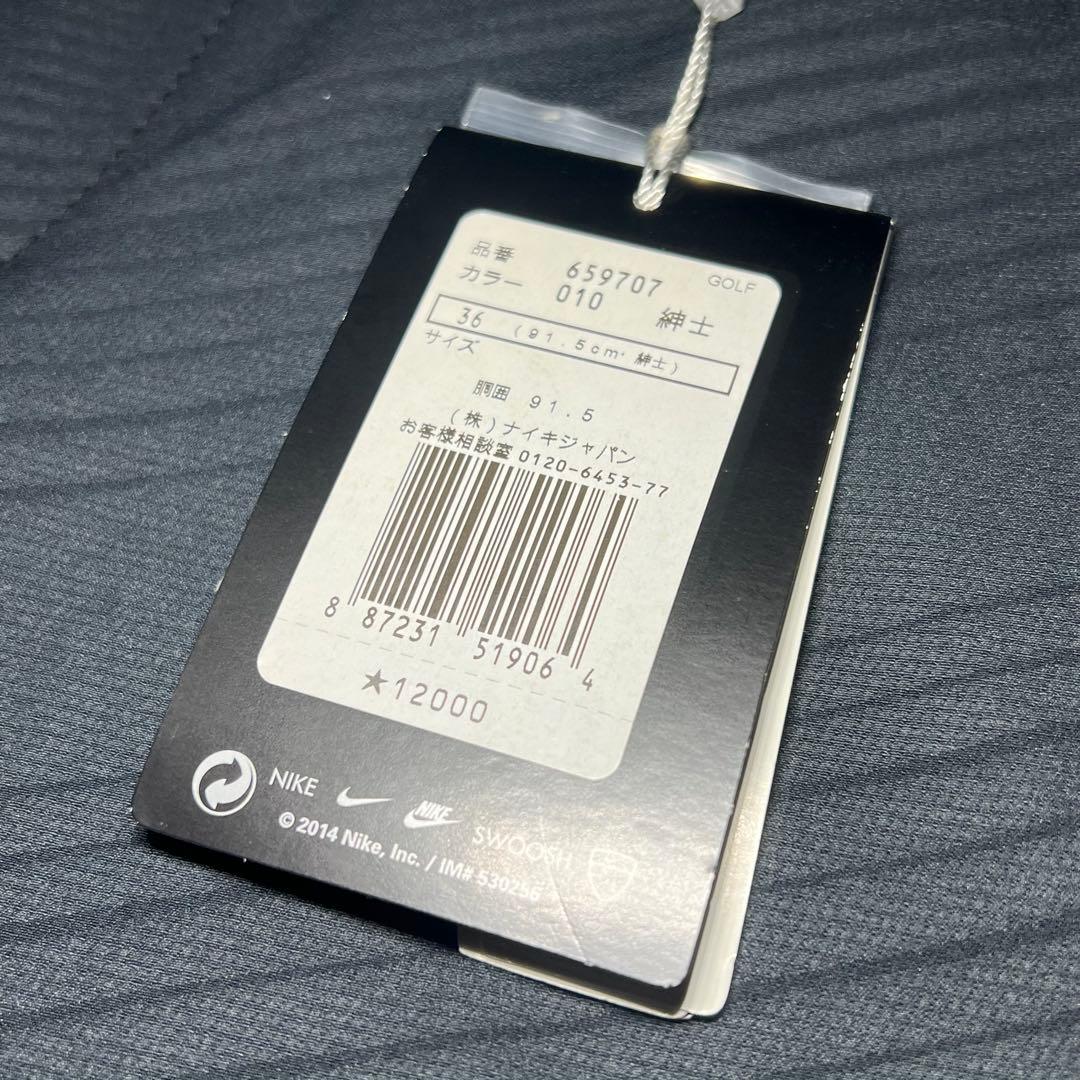 品番 659707 GOLF
カラー 010 紳士
36 (91.5cm・紳士)
サイズ
胴囲 91.5
(株)ナイキジャパン
お客様相談室 0120-6453-77
8 87231 51906 4
★12000
NIKE NIKE SWOOSH
© 2014 Nike, Inc. / IM# 530256